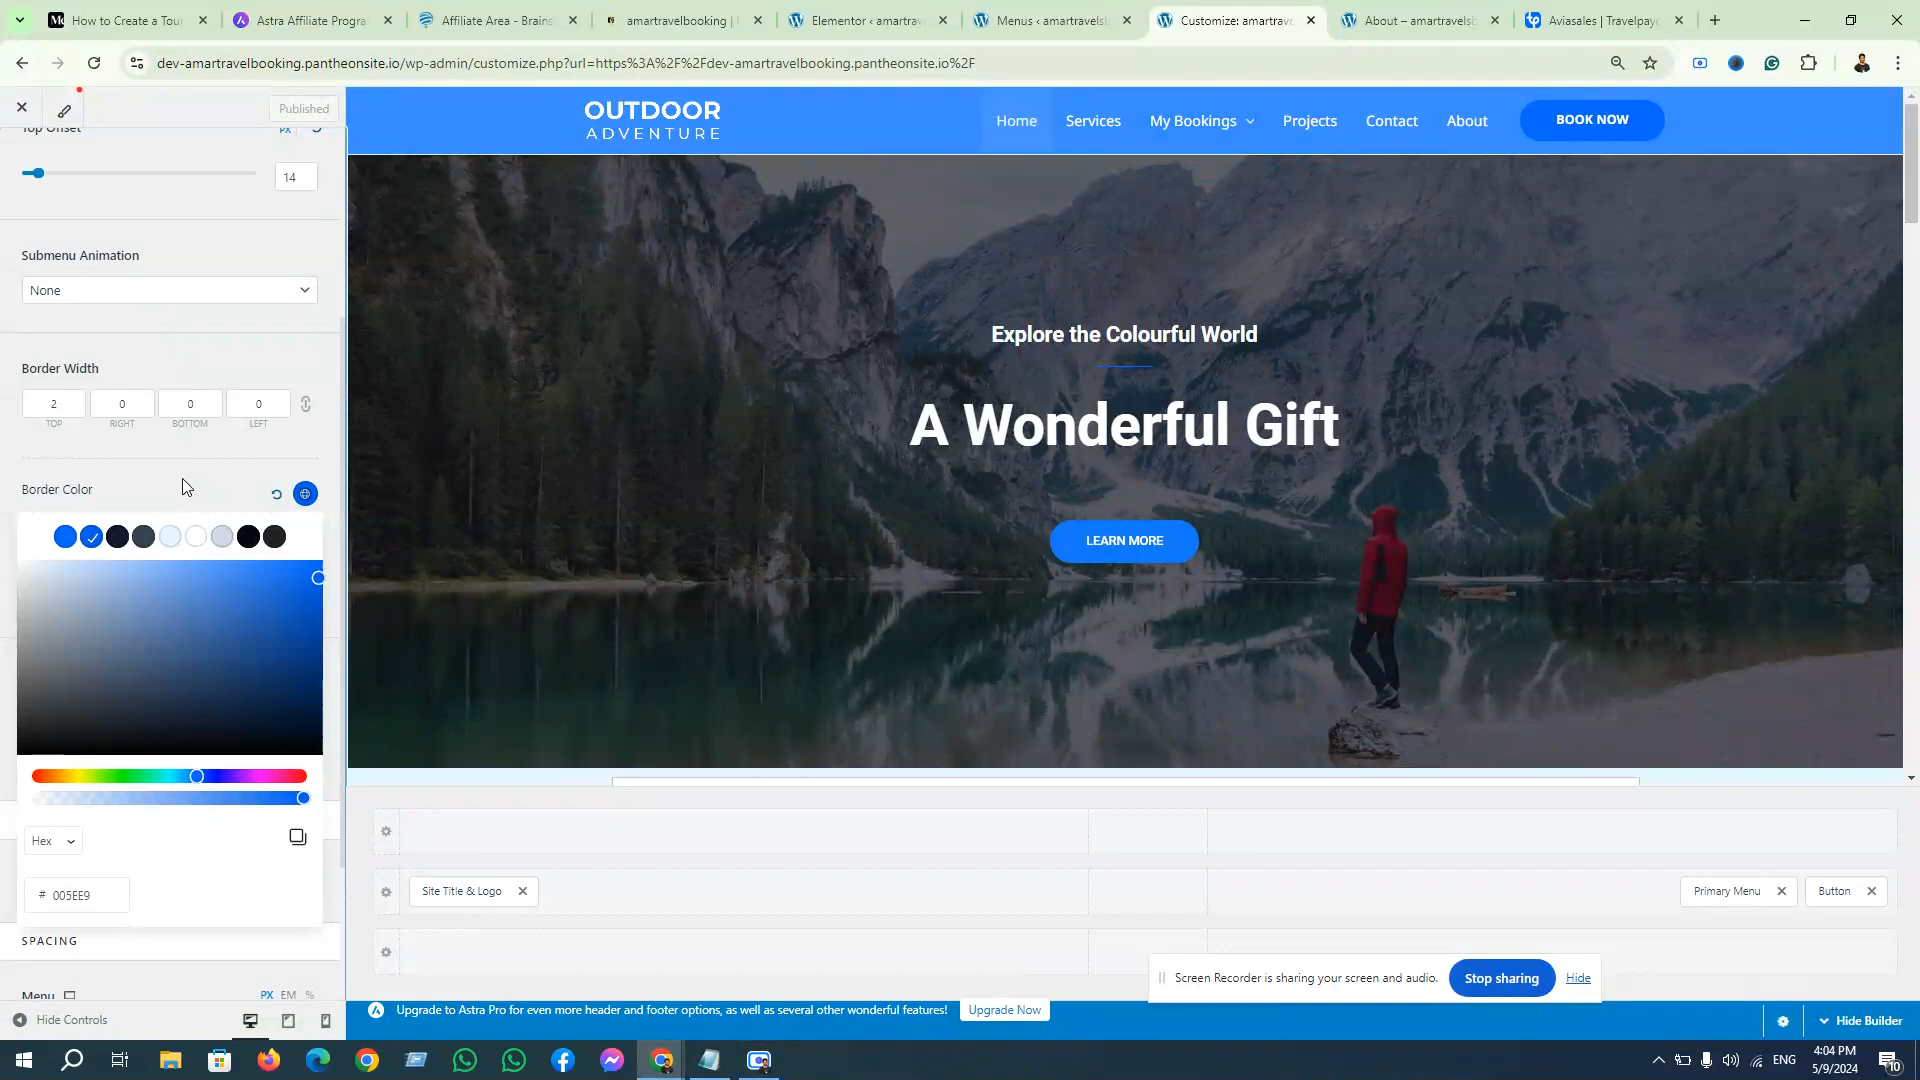 How to Create a Tour
Astra Affiliate Progra
Affiliate Area - Brains
amartravelbooking |
Elementor ‹ amartrav
Menus ‹ amartravelsb
Customize: amartrave
About – amartravelsb
Aviasales | Travelpay
dev-amartravelbooking.pantheonsite.io/wp-admin/customize.php?url=https%3A%2F%2Fdev-amartravelbooking.pantheonsite.io%2F
Published
Top Offset
PX
14
Submenu Animation
None
Border Width
2 0 0 0
TOP RIGHT BOTTOM LEFT
Border Color
Hex
# 005EE9
SPACING
Menu
PX EM %
Hide Controls
OUTDOOR
ADVENTURE
Home Services My Bookings Projects Contact About
BOOK NOW
Explore the Colourful World
A Wonderful Gift
LEARN MORE
Site Title & Logo
Primary Menu
Button
Screen Recorder is sharing your screen and audio.
Stop sharing
Hide
Upgrade to Astra Pro for even more header and footer options, as well as several other wonderful features!
Upgrade Now
Hide Builder
ENG
4:04 PM
5/9/2024
10